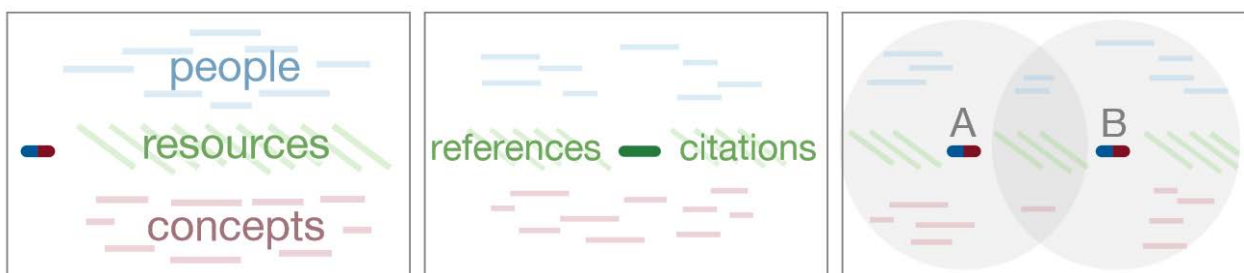 people
resources
concepts
references citations
A B